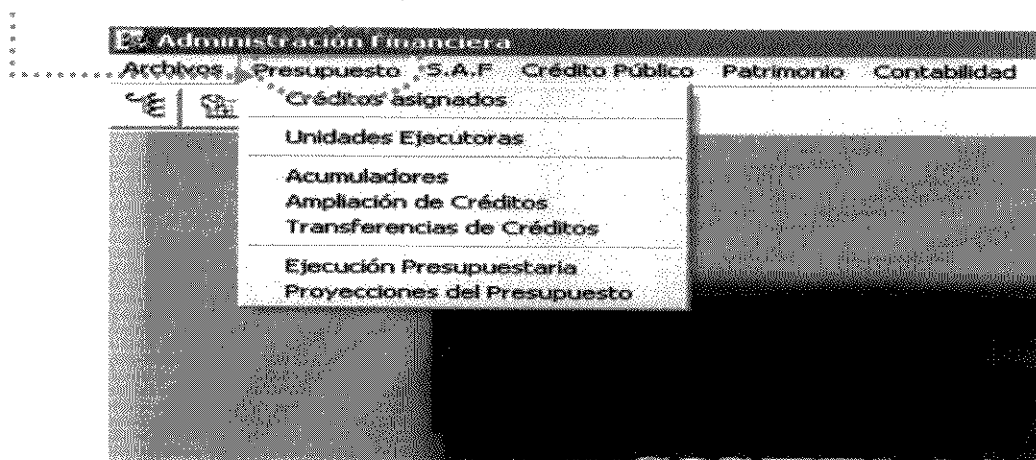 Administración Financiera
Archivos Presupuesto S.A.F Crédito Público Patrimonio Contabilidad
Créditos asignados
Unidades Ejecutoras
Acumuladores
Ampliación de Créditos
Transferencias de Créditos
Ejecución Presupuestaria
Proyecciones del Presupuesto